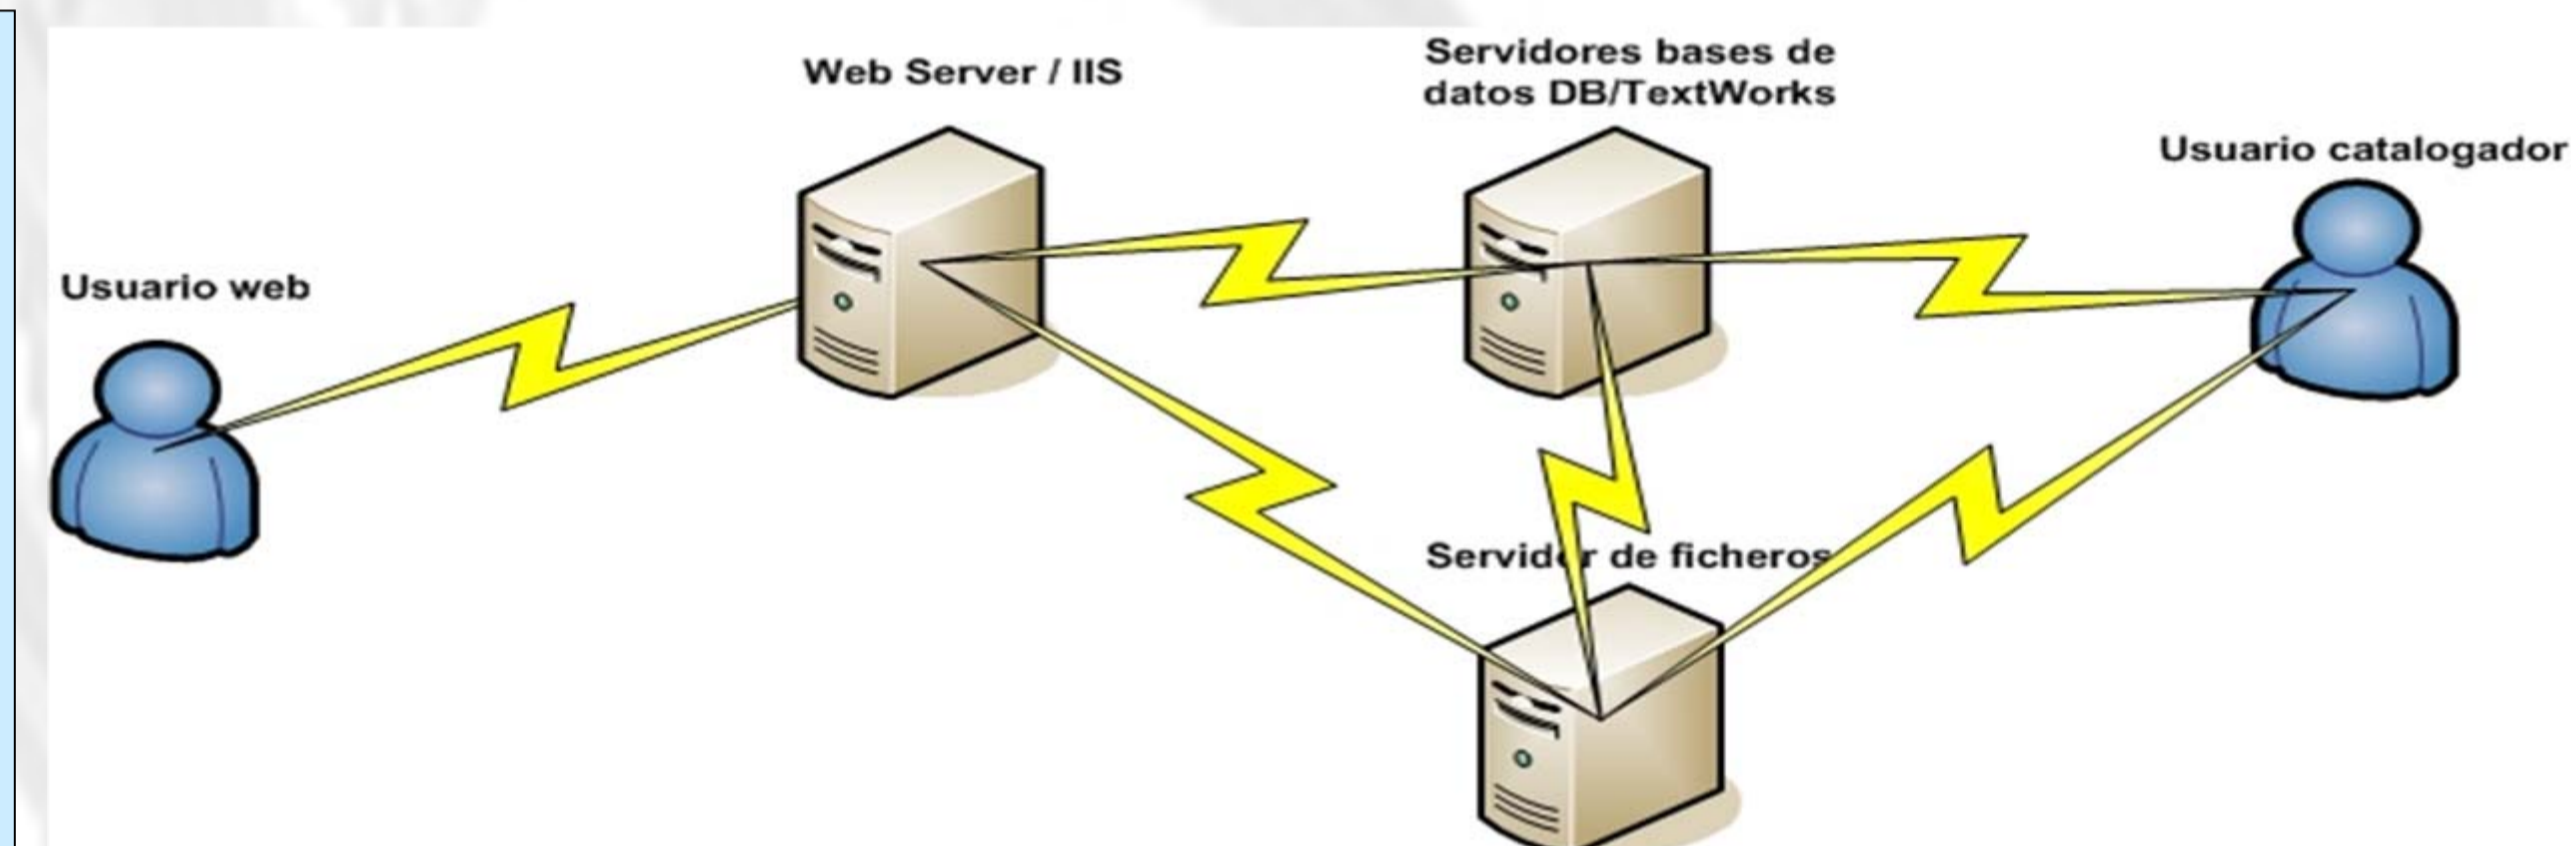 Web Server / IIS
Servidores bases de
datos DB/TextWorks
Usuario catalogador
Usuario web
Servidor de ficheros